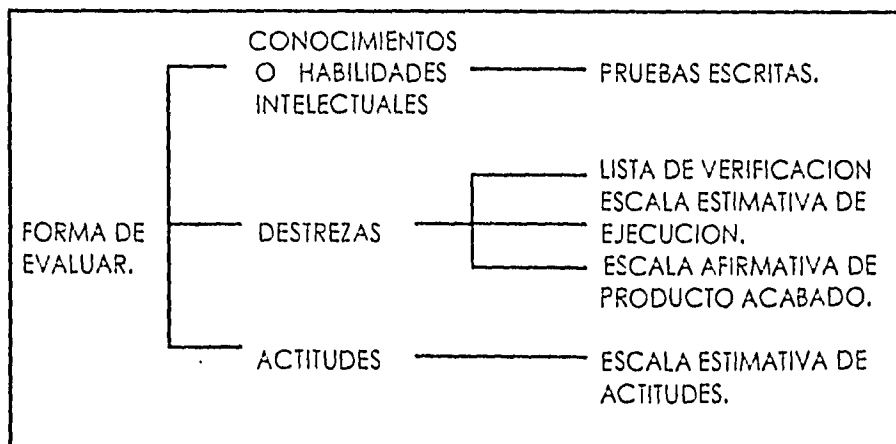 FORMA DE
EVALUAR.
CONOCIMIENTOS
O HABILIDADES
INTELECTUALES
PRUEBAS ESCRITAS.
DESTREZAS
LISTA DE VERIFICACION
ESCALA ESTIMATIVA DE
EJECUCION.
ESCALA AFIRMATIVA DE
PRODUCTO ACABADO.
ACTITUDES
ESCALA ESTIMATIVA DE
ACTITUDES.